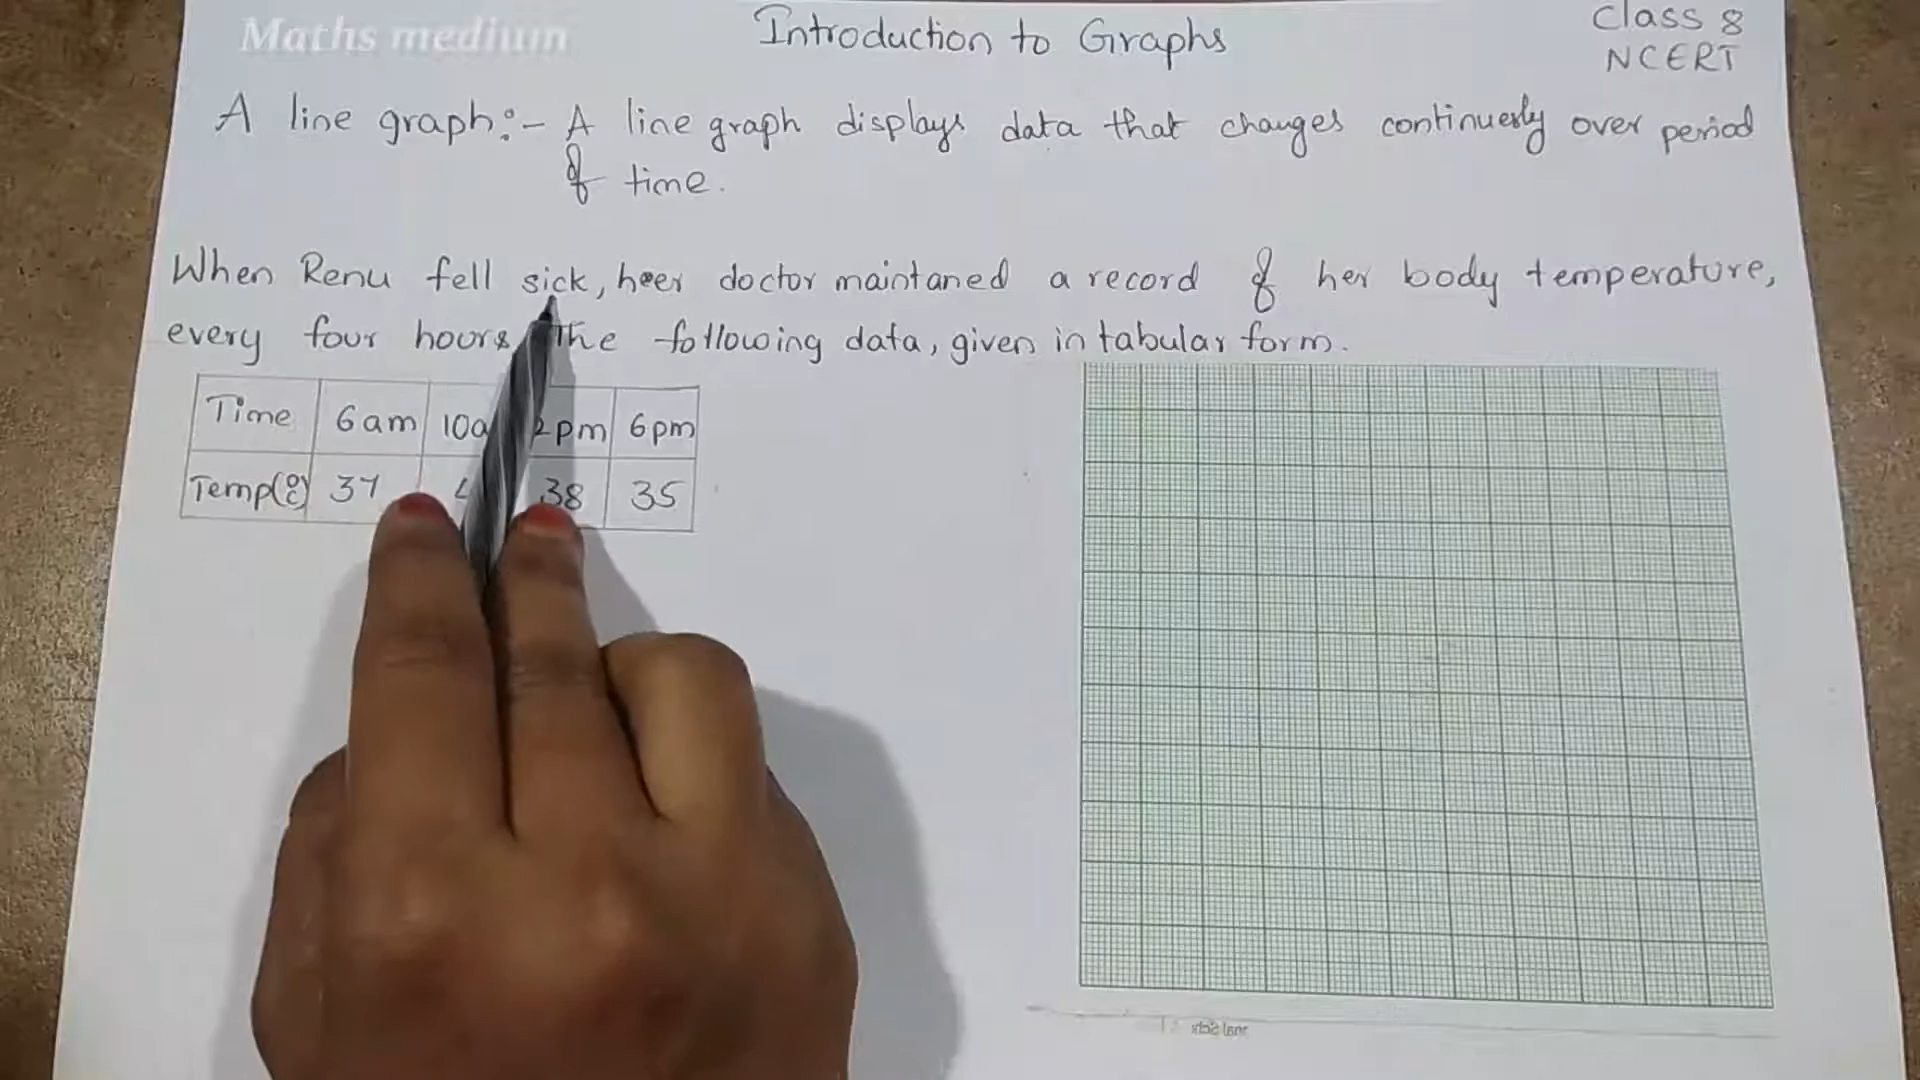 Maths medium
Introduction to Graphs
Class 8
NCERT
A line graph:- A line graph displays data that changes continuesly over period
of time.
When Renu fell sick, heer doctor maintaned a record of her body temperature,
every four hours The following data, given in tabular form.
Time 6am 10a 2pm 6pm
Temp(°C) 37 38 35